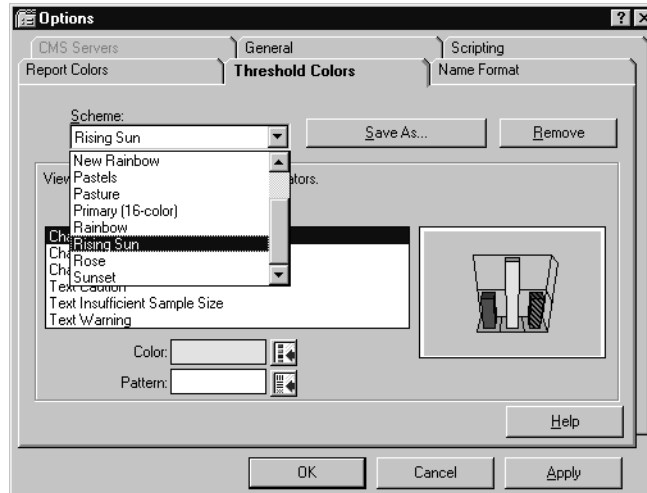 Options
CMS Servers
General
Scripting
Report Colors
Threshold Colors
Name Format
Scheme:
Rising Sun
Save As...
Remove
New Rainbow
Pastels
Pasture
Primary (16-color)
Rainbow
Rising Sun
Rose
Sunset
Text Caution
Text Insufficient Sample Size
Text Warning
Color:
Pattern:
Help
OK
Cancel
Apply